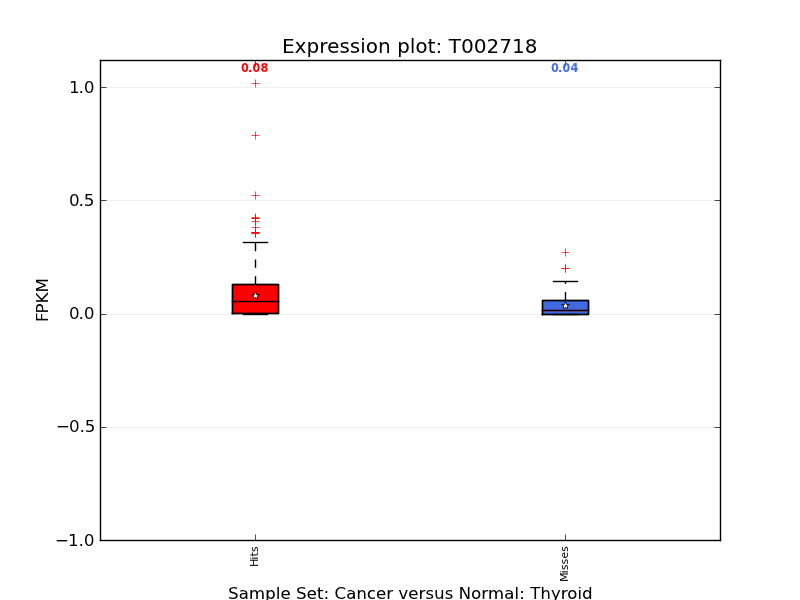 Expression plot: T002718
0.08
0.04
1.0
0.5
0.0
−0.5
−1.0
FPKM
Hits
Misses
Sample Set: Cancer versus Normal: Thyroid